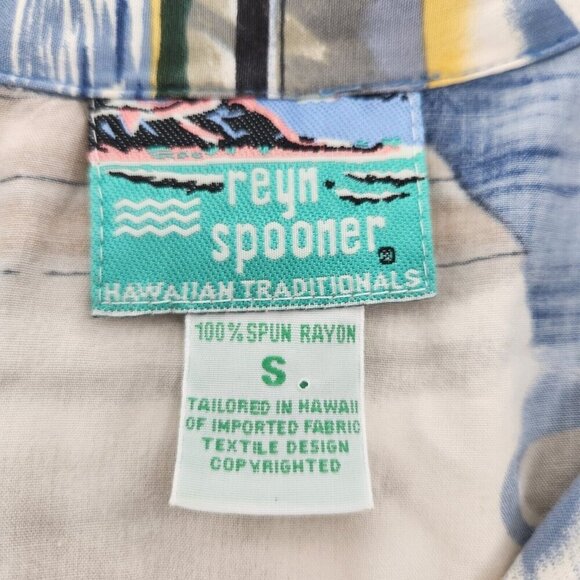 reyn
spooner
HAWAIIAN TRADITIONALS
100% SPUN RAYON
S.
TAILORED IN HAWAII
OF IMPORTED FABRIC
TEXTILE DESIGN
COPYRIGHTED